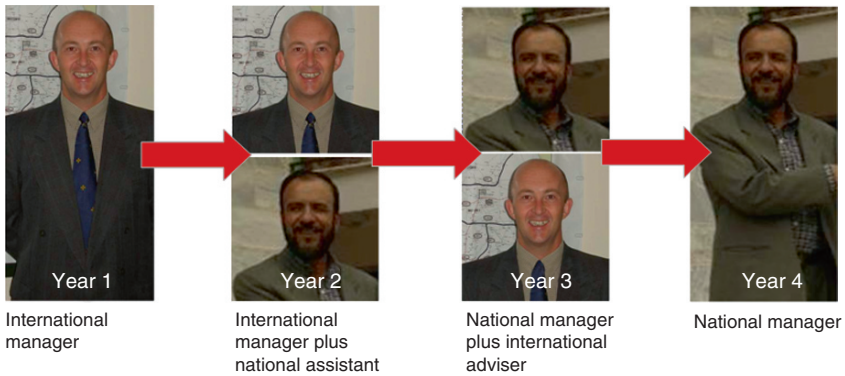 Year 1
Year 2
Year 3
Year 4
International
manager
International
manager plus
national assistant
National manager
plus international
adviser
National manager